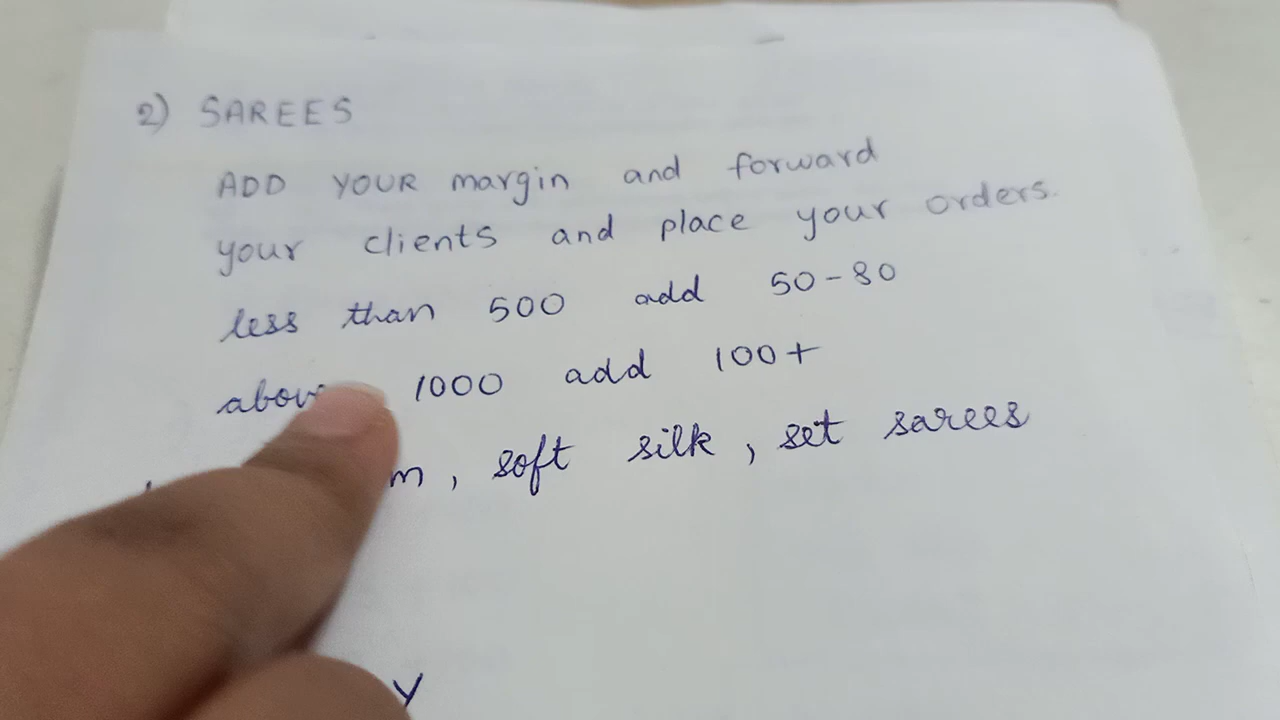 2) SAREES
ADD YOUR margin and forward
your clients and place your orders.
less than 500 add 50-80
1000 add 100+
, soft silk, set sarees